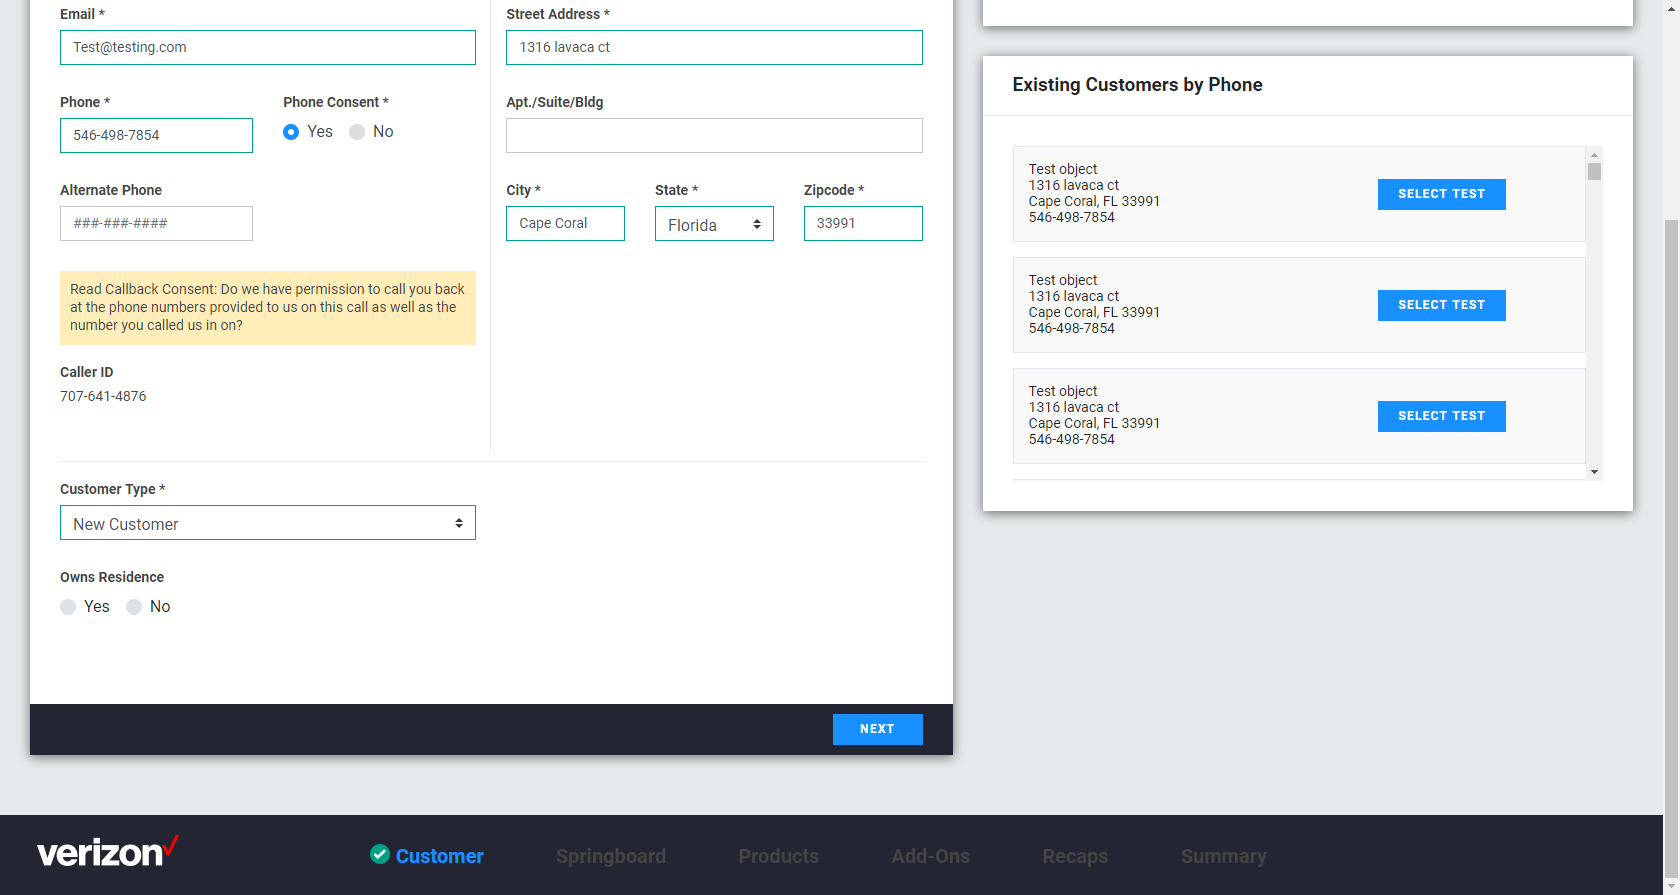 Email *
Test@testing.com
Street Address *
1316 lavaca ct
Phone *
546-498-7854
Phone Consent *
Yes No
Apt./Suite/Bldg
Alternate Phone
###-###-####
City *
Cape Coral
State *
Florida
Zipcode *
33991
Read Callback Consent: Do we have permission to call you back
at the phone numbers provided to us on this call as well as the
number you called us in on?
Caller ID
707-641-4876
Customer Type *
New Customer
Owns Residence
Yes No
NEXT
Existing Customers by Phone
Test object
1316 lavaca ct
Cape Coral, FL 33991
546-498-7854
SELECT TEST
Test object
1316 lavaca ct
Cape Coral, FL 33991
546-498-7854
SELECT TEST
Test object
1316 lavaca ct
Cape Coral, FL 33991
546-498-7854
SELECT TEST
verizon
Customer Springboard Products Add-Ons Recaps Summary